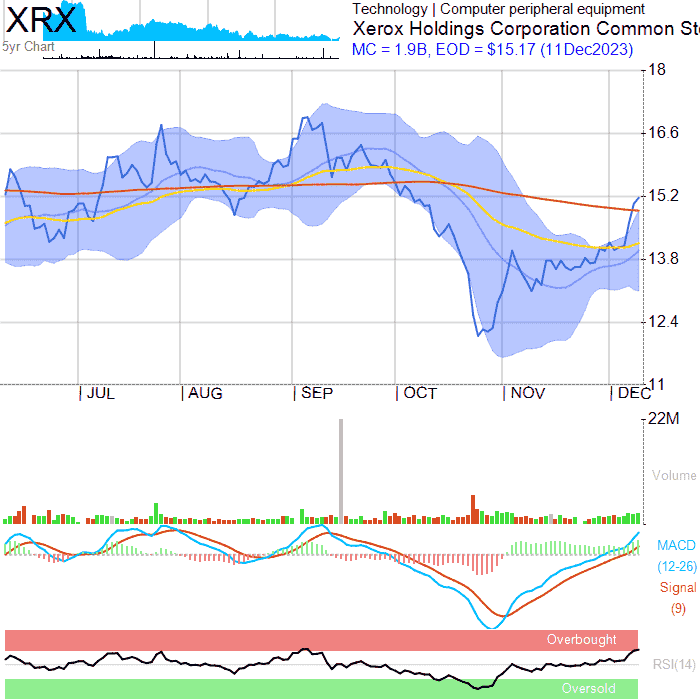 XRX
5yr Chart
Technology | Computer peripheral equipment
Xerox Holdings Corporation Common Sto
MC = 1.9B, EOD = $15.17 (11Dec2023)
18
16.6
15.2
13.8
12.4
11
JUL AUG SEP OCT NOV DEC
22M
Volume
MACD
(12-26)
Signal
(9)
Overbought
RSI(14)
Oversold